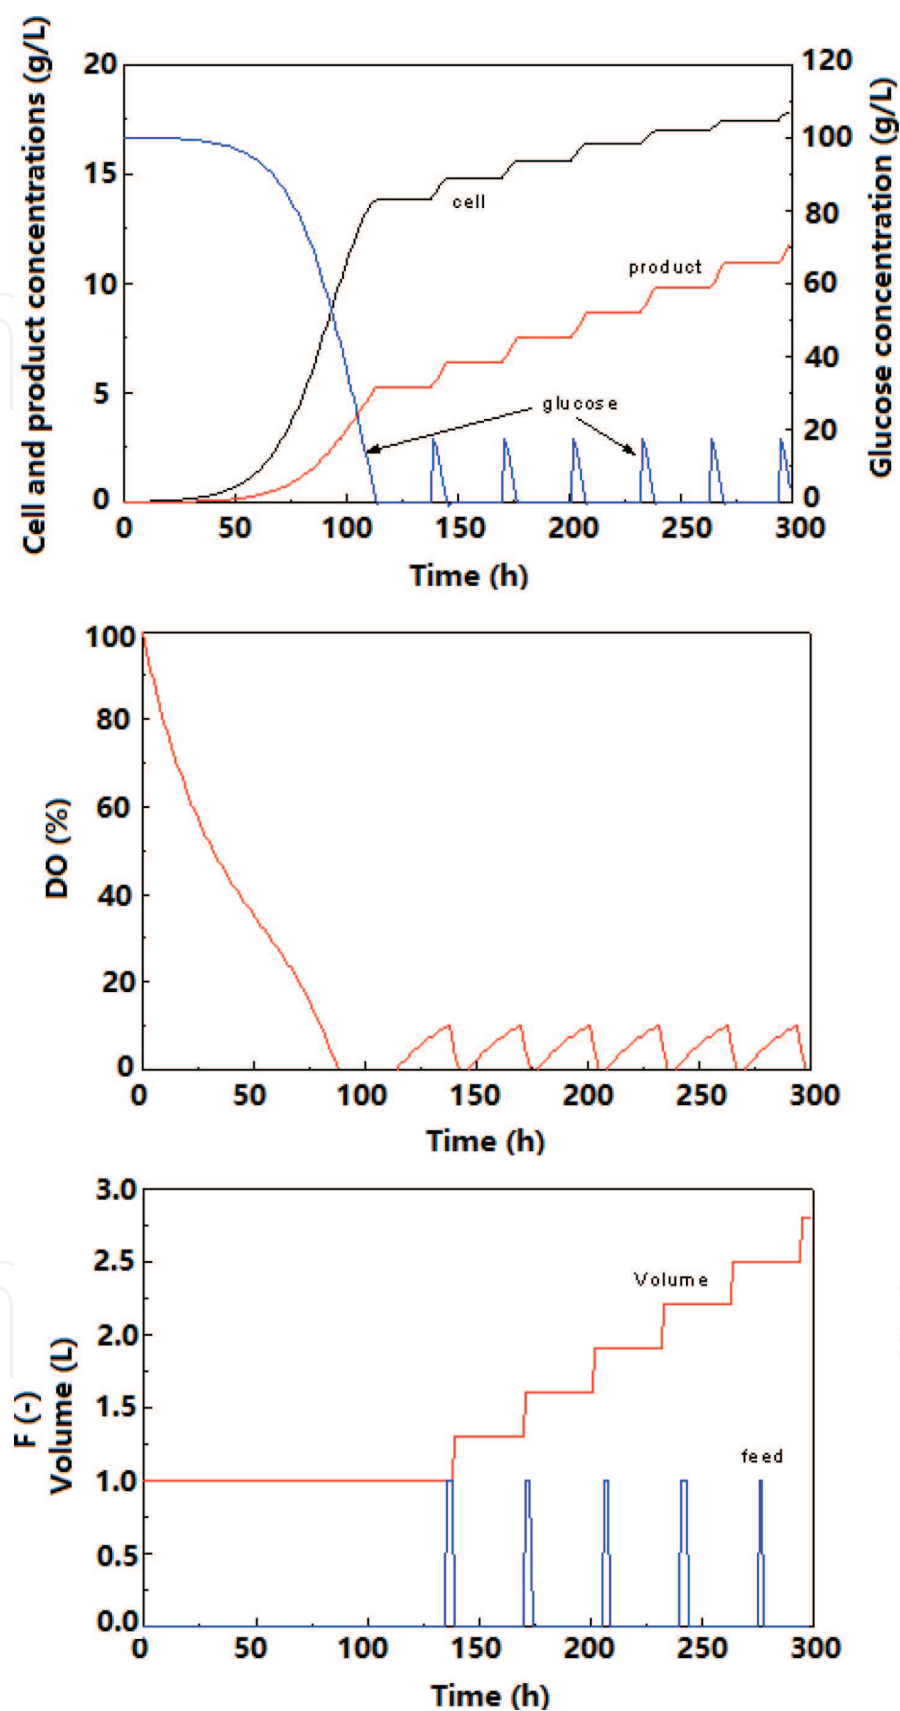 Cell and product concentrations (g/L)
20
15
10
5
0
120
100
80
60
40
20
0
Glucose concentration (g/L)
cell
product
glucose
0 50 100 150 200 250 300
Time (h)
DO (%)
100
80
60
40
20
0
0 50 100 150 200 250 300
Time (h)
F (-)
Volume (L)
3.0
2.5
2.0
1.5
1.0
0.5
0.0
Volume
feed
0 50 100 150 200 250 300
Time (h)